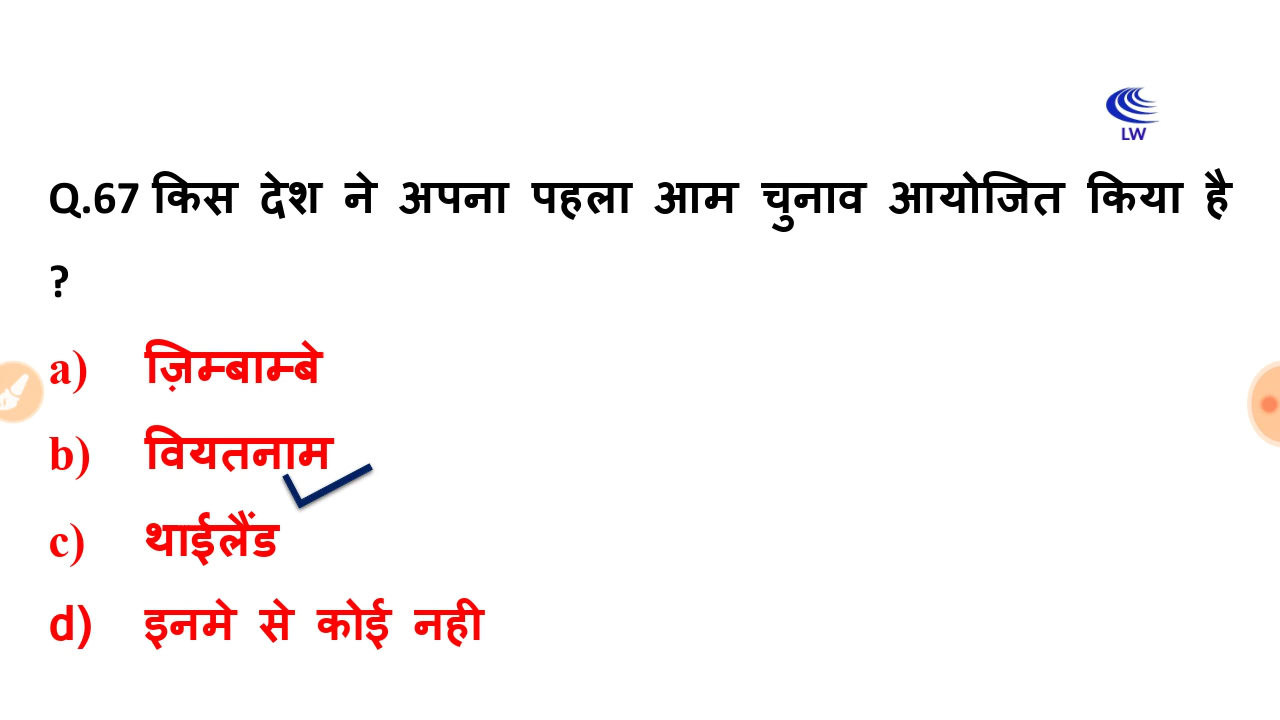 LW
Q.67 किस देश ने अपना पहला आम चुनाव आयोजित किया है
?
a) ज़िम्बाम्बे
b) वियतनाम
c) थाईलैंड
d) इनमे से कोई नही